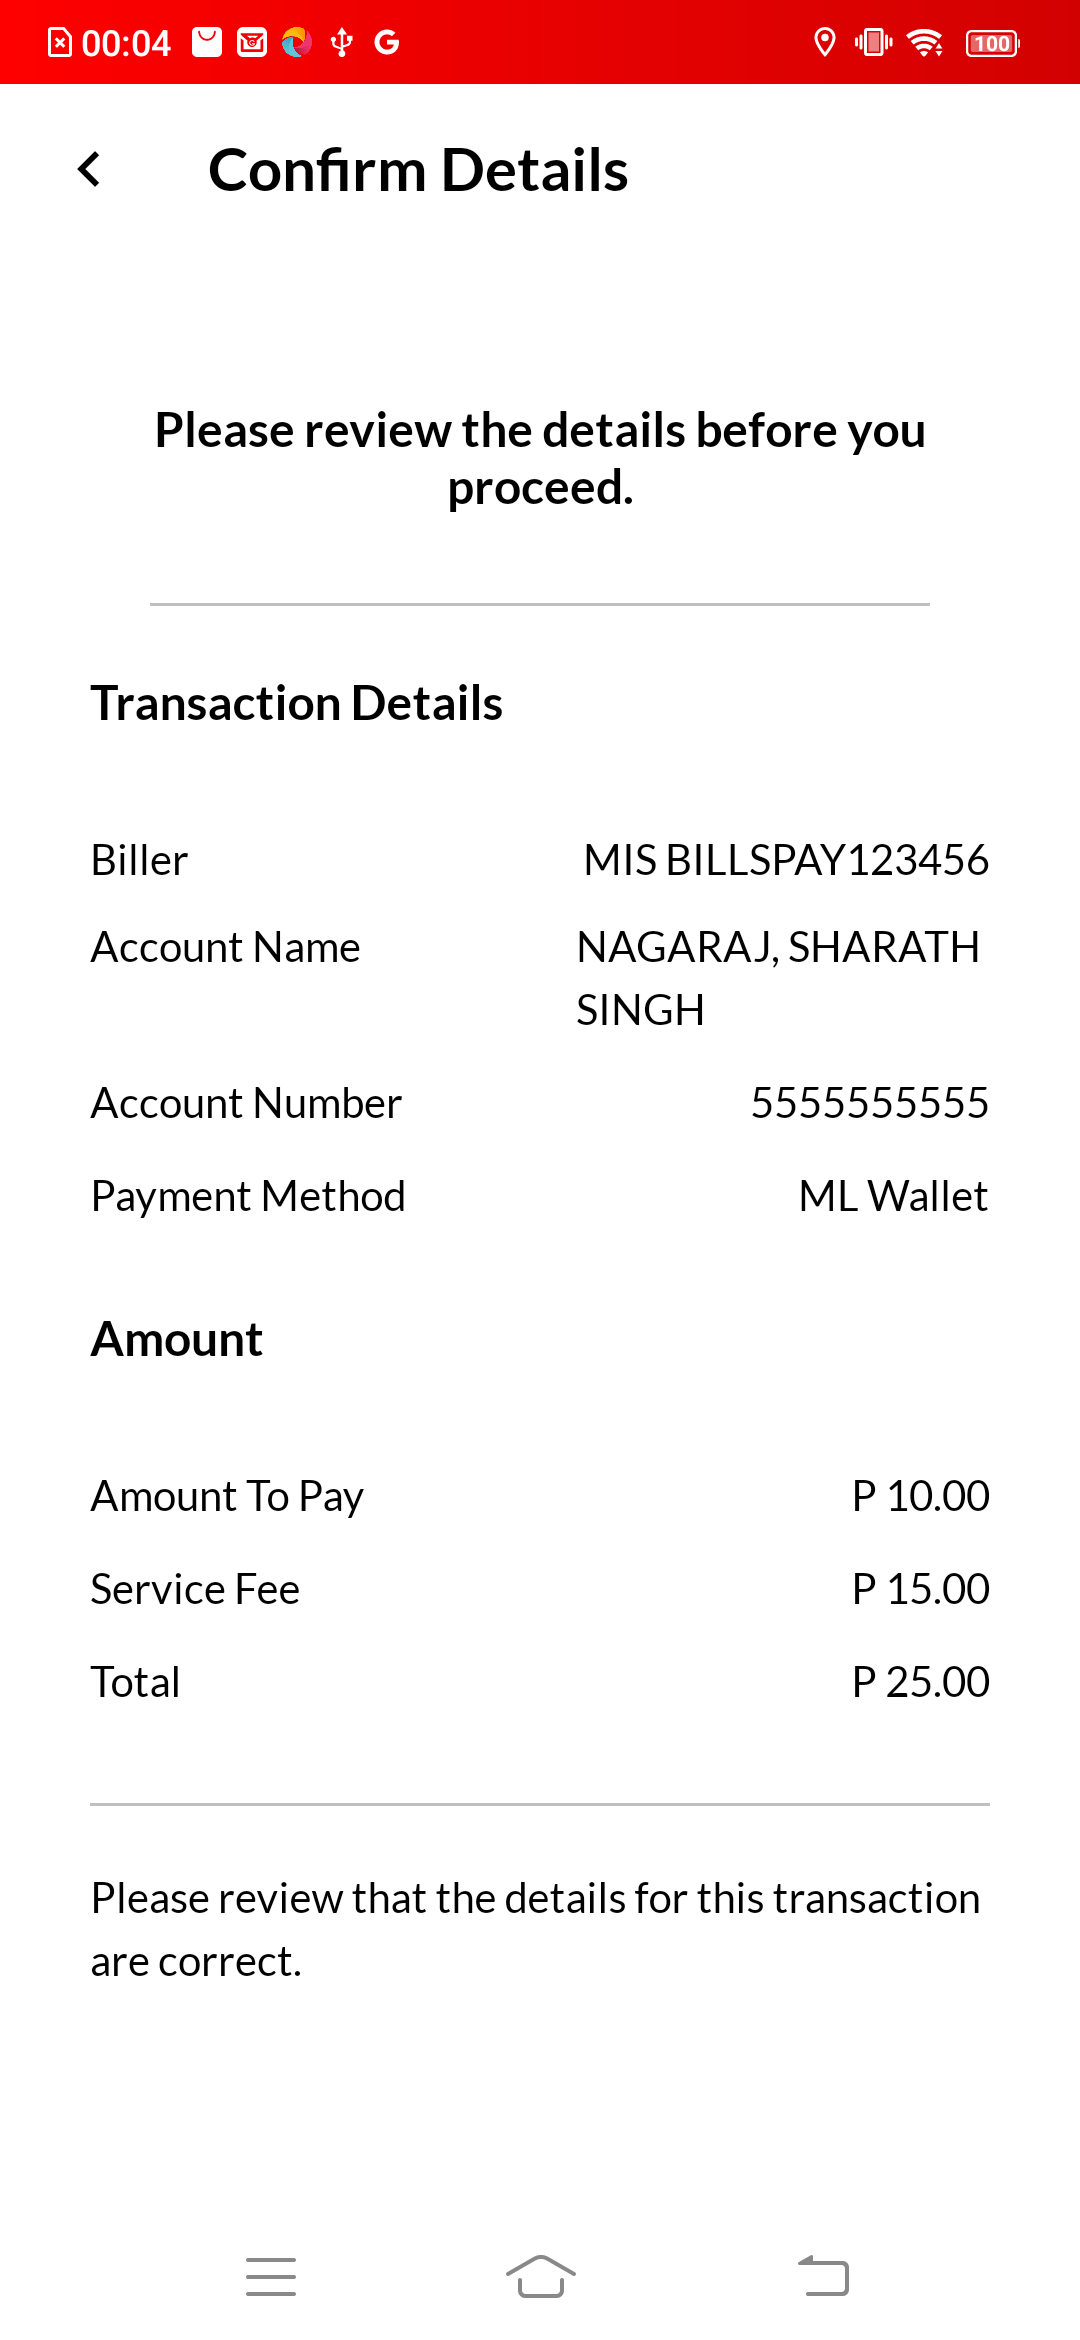 00:04
100
Confirm Details
Please review the details before you
proceed.
Transaction Details
Biller MIS BILLSPAY123456
Account Name NAGARAJ, SHARATH
SINGH
Account Number 5555555555
Payment Method ML Wallet
Amount
Amount To Pay P 10.00
Service Fee P 15.00
Total P 25.00
Please review that the details for this transaction
are correct.